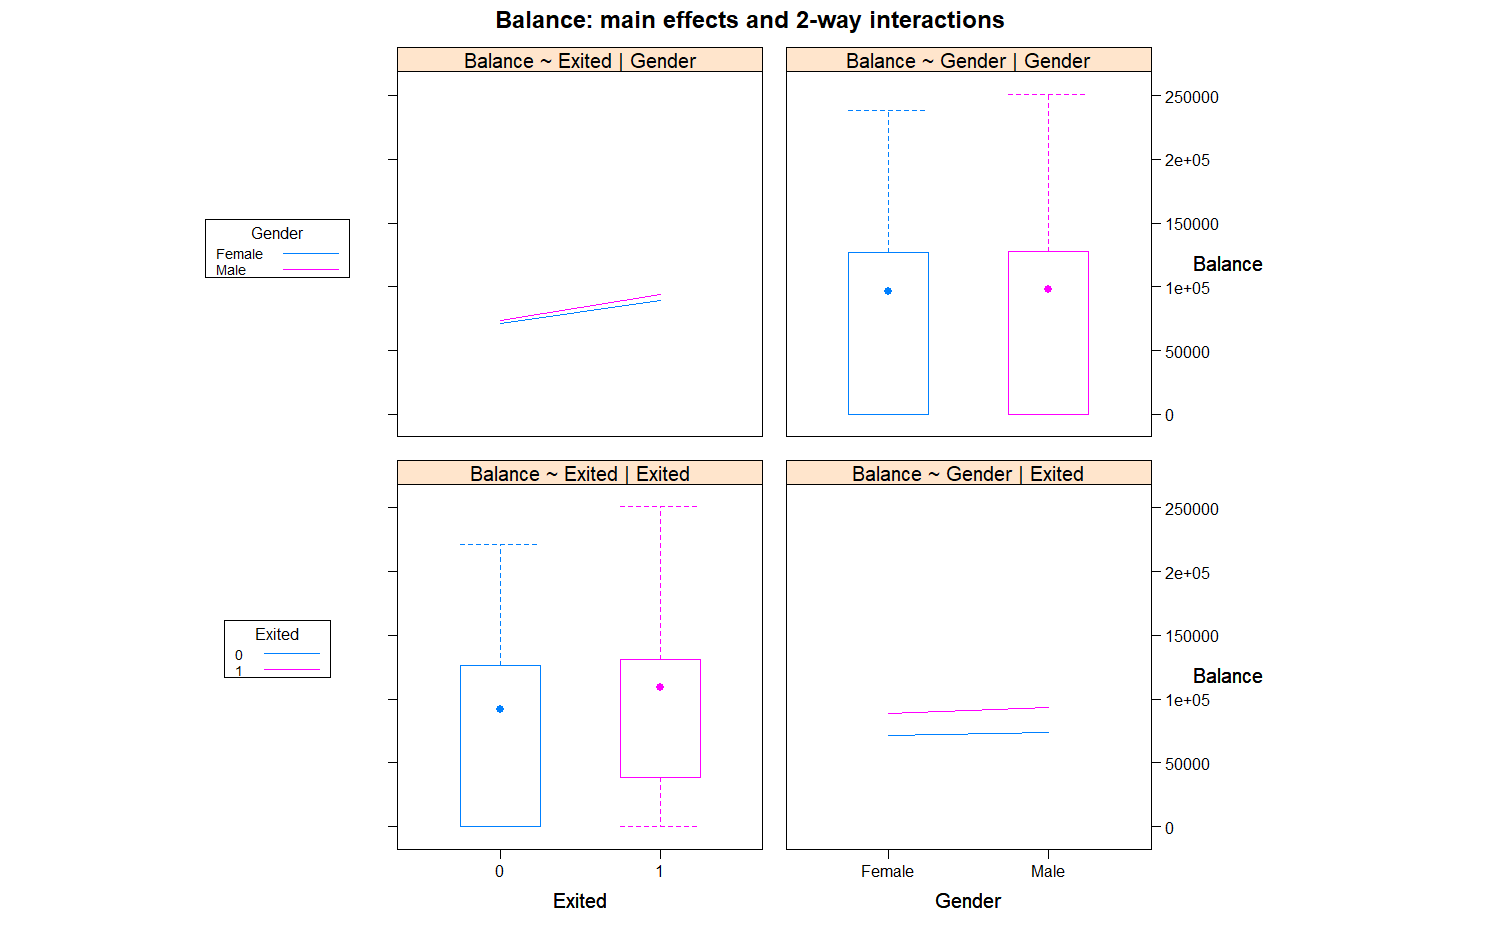 Balance: main effects and 2-way interactions
Balance ~ Exited | Gender
Balance ~ Gender | Gender
250000
2e+05
150000
1e+05
50000
0
Balance
Gender
Female
Male
Balance ~ Exited | Exited
Balance ~ Gender | Exited
250000
2e+05
150000
1e+05
50000
0
Balance
Exited
0
1
0
1
Female
Male
Exited
Gender